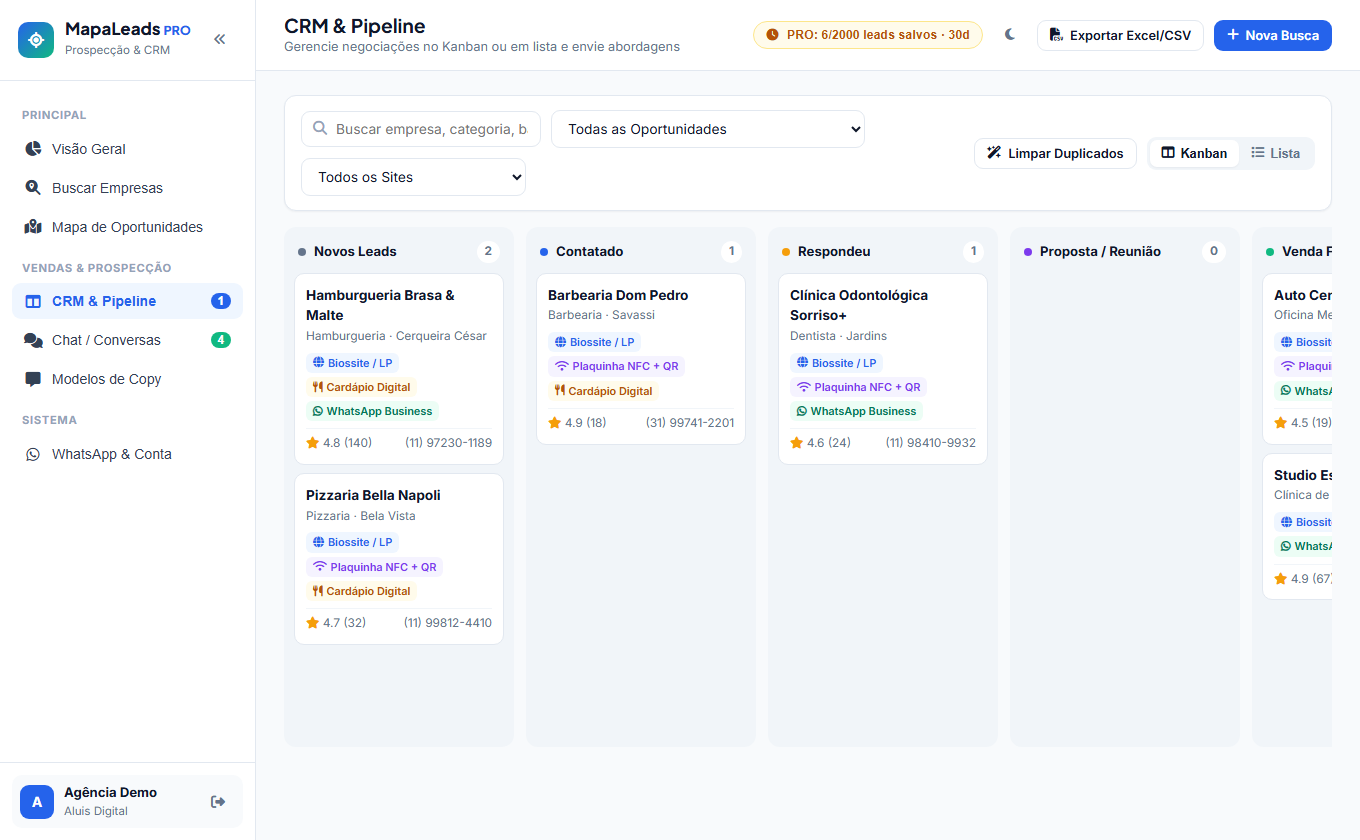 MapaLeads PRO
Prospecção & CRM
PRINCIPAL
Visão Geral
Buscar Empresas
Mapa de Oportunidades
VENDAS & PROSPECÇÃO
CRM & Pipeline 1
Chat / Conversas 4
Modelos de Copy
SISTEMA
WhatsApp & Conta
A
Agência Demo
Aluis Digital
CRM & Pipeline
Gerencie negociações no Kanban ou em lista e envie abordagens
PRO: 6/2000 leads salvos · 30d
Exportar Excel/CSV
Nova Busca
Buscar empresa, categoria, b
Todas as Oportunidades
Todos os Sites
Limpar Duplicados
Kanban
Lista
Novos Leads 2
Hamburgueria Brasa &
Malte
Hamburgueria · Cerqueira César
Biossite / LP
Cardápio Digital
WhatsApp Business
4.8 (140) (11) 97230-1189
Pizzaria Bella Napoli
Pizzaria · Bela Vista
Biossite / LP
Plaquinha NFC + QR
Cardápio Digital
4.7 (32) (11) 99812-4410
Contatado 1
Barbearia Dom Pedro
Barbearia · Savassi
Biossite / LP
Plaquinha NFC + QR
Cardápio Digital
4.9 (18) (31) 99741-2201
Respondeu 1
Clínica Odontológica
Sorriso+
Dentista · Jardins
Biossite / LP
Plaquinha NFC + QR
WhatsApp Business
4.6 (24) (11) 98410-9932
Proposta / Reunião 0
Venda F
Auto Cer
Oficina Me
Biossit
Plaqui
WhatsA
4.5 (19)
Studio Es
Clínica de
Biossit
WhatsA
4.9 (67)